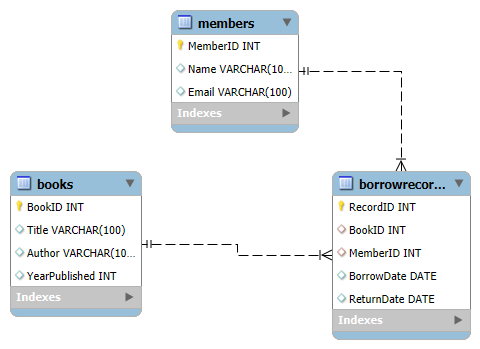 members
MemberID INT
Name VARCHAR(10...
Email VARCHAR(100)
Indexes
books
BookID INT
Title VARCHAR(100)
Author VARCHAR(10...
YearPublished INT
Indexes
borrowrecor...
RecordID INT
BookID INT
MemberID INT
BorrowDate DATE
ReturnDate DATE
Indexes